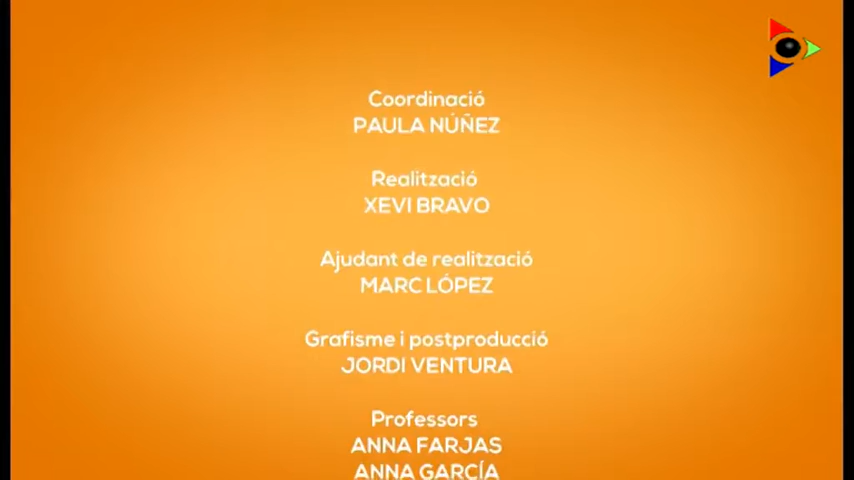 Coordinació
PAULA NÚÑEZ
Realització
XEVI BRAVO
Ajudant de realització
MARC LÓPEZ
Grafisme i postproducció
JORDI VENTURA
Professors
ANNA FARJAS
ANNA GARCÍA